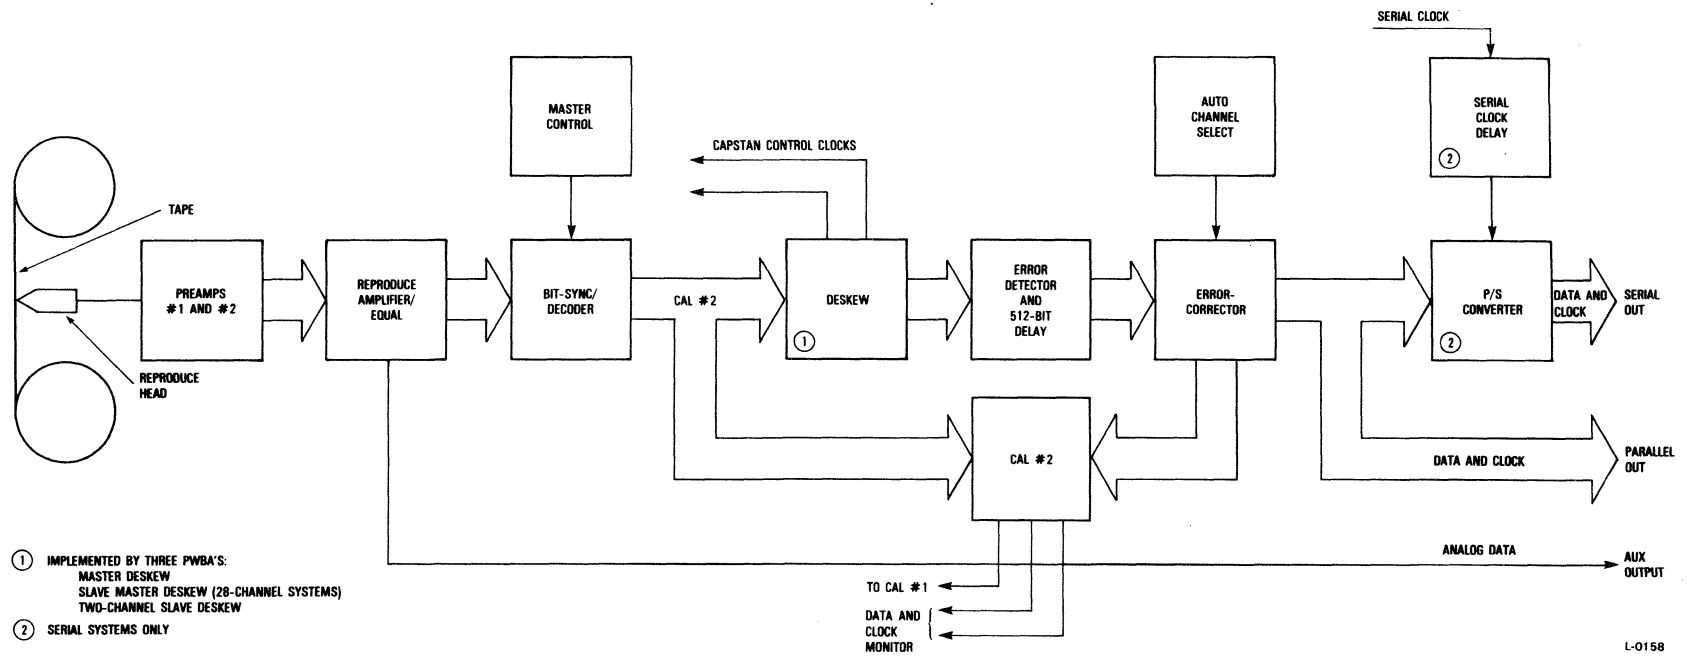 SERIAL CLOCK
MASTER
CONTROL
AUTO
CHANNEL
SELECT
SERIAL
CLOCK
DELAY
2
CAPSTAN CONTROL CLOCKS
TAPE
PREAMPS
#1 AND #2
REPRODUCE
AMPLIFIER/
EQUAL
BIT-SYNC/
DECODER
CAL #2
DESKEW
1
ERROR
DETECTOR
AND
512-BIT
DELAY
ERROR-
CORRECTOR
P/S
CONVERTER
2
DATA AND
CLOCK
SERIAL
OUT
REPRODUCE
HEAD
CAL #2
DATA AND CLOCK
PARALLEL
OUT
ANALOG DATA
AUX
OUTPUT
TO CAL #1
DATA AND
CLOCK
MONITOR
1 IMPLEMENTED BY THREE PWBA'S:
MASTER DESKEW
SLAVE MASTER DESKEW (28-CHANNEL SYSTEMS)
TWO-CHANNEL SLAVE DESKEW
2 SERIAL SYSTEMS ONLY
L-0158